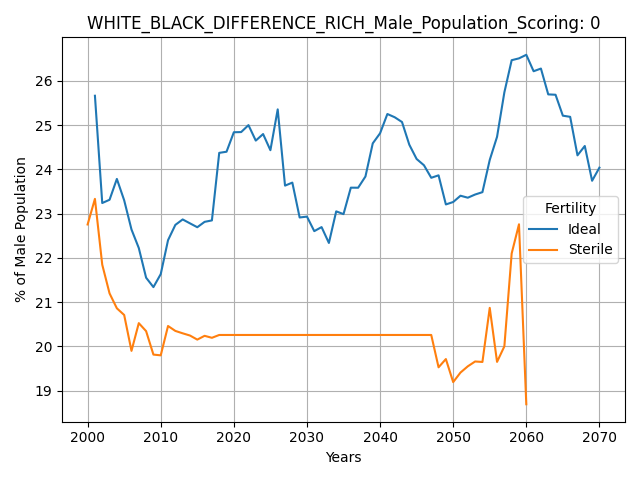 WHITE_BLACK_DIFFERENCE_RICH_Male_Population_Scoring: 0
% of Male Population
26
25
24
23
22
21
20
19
Fertility
Ideal
Sterile
2000 2010 2020 2030 2040 2050 2060 2070
Years